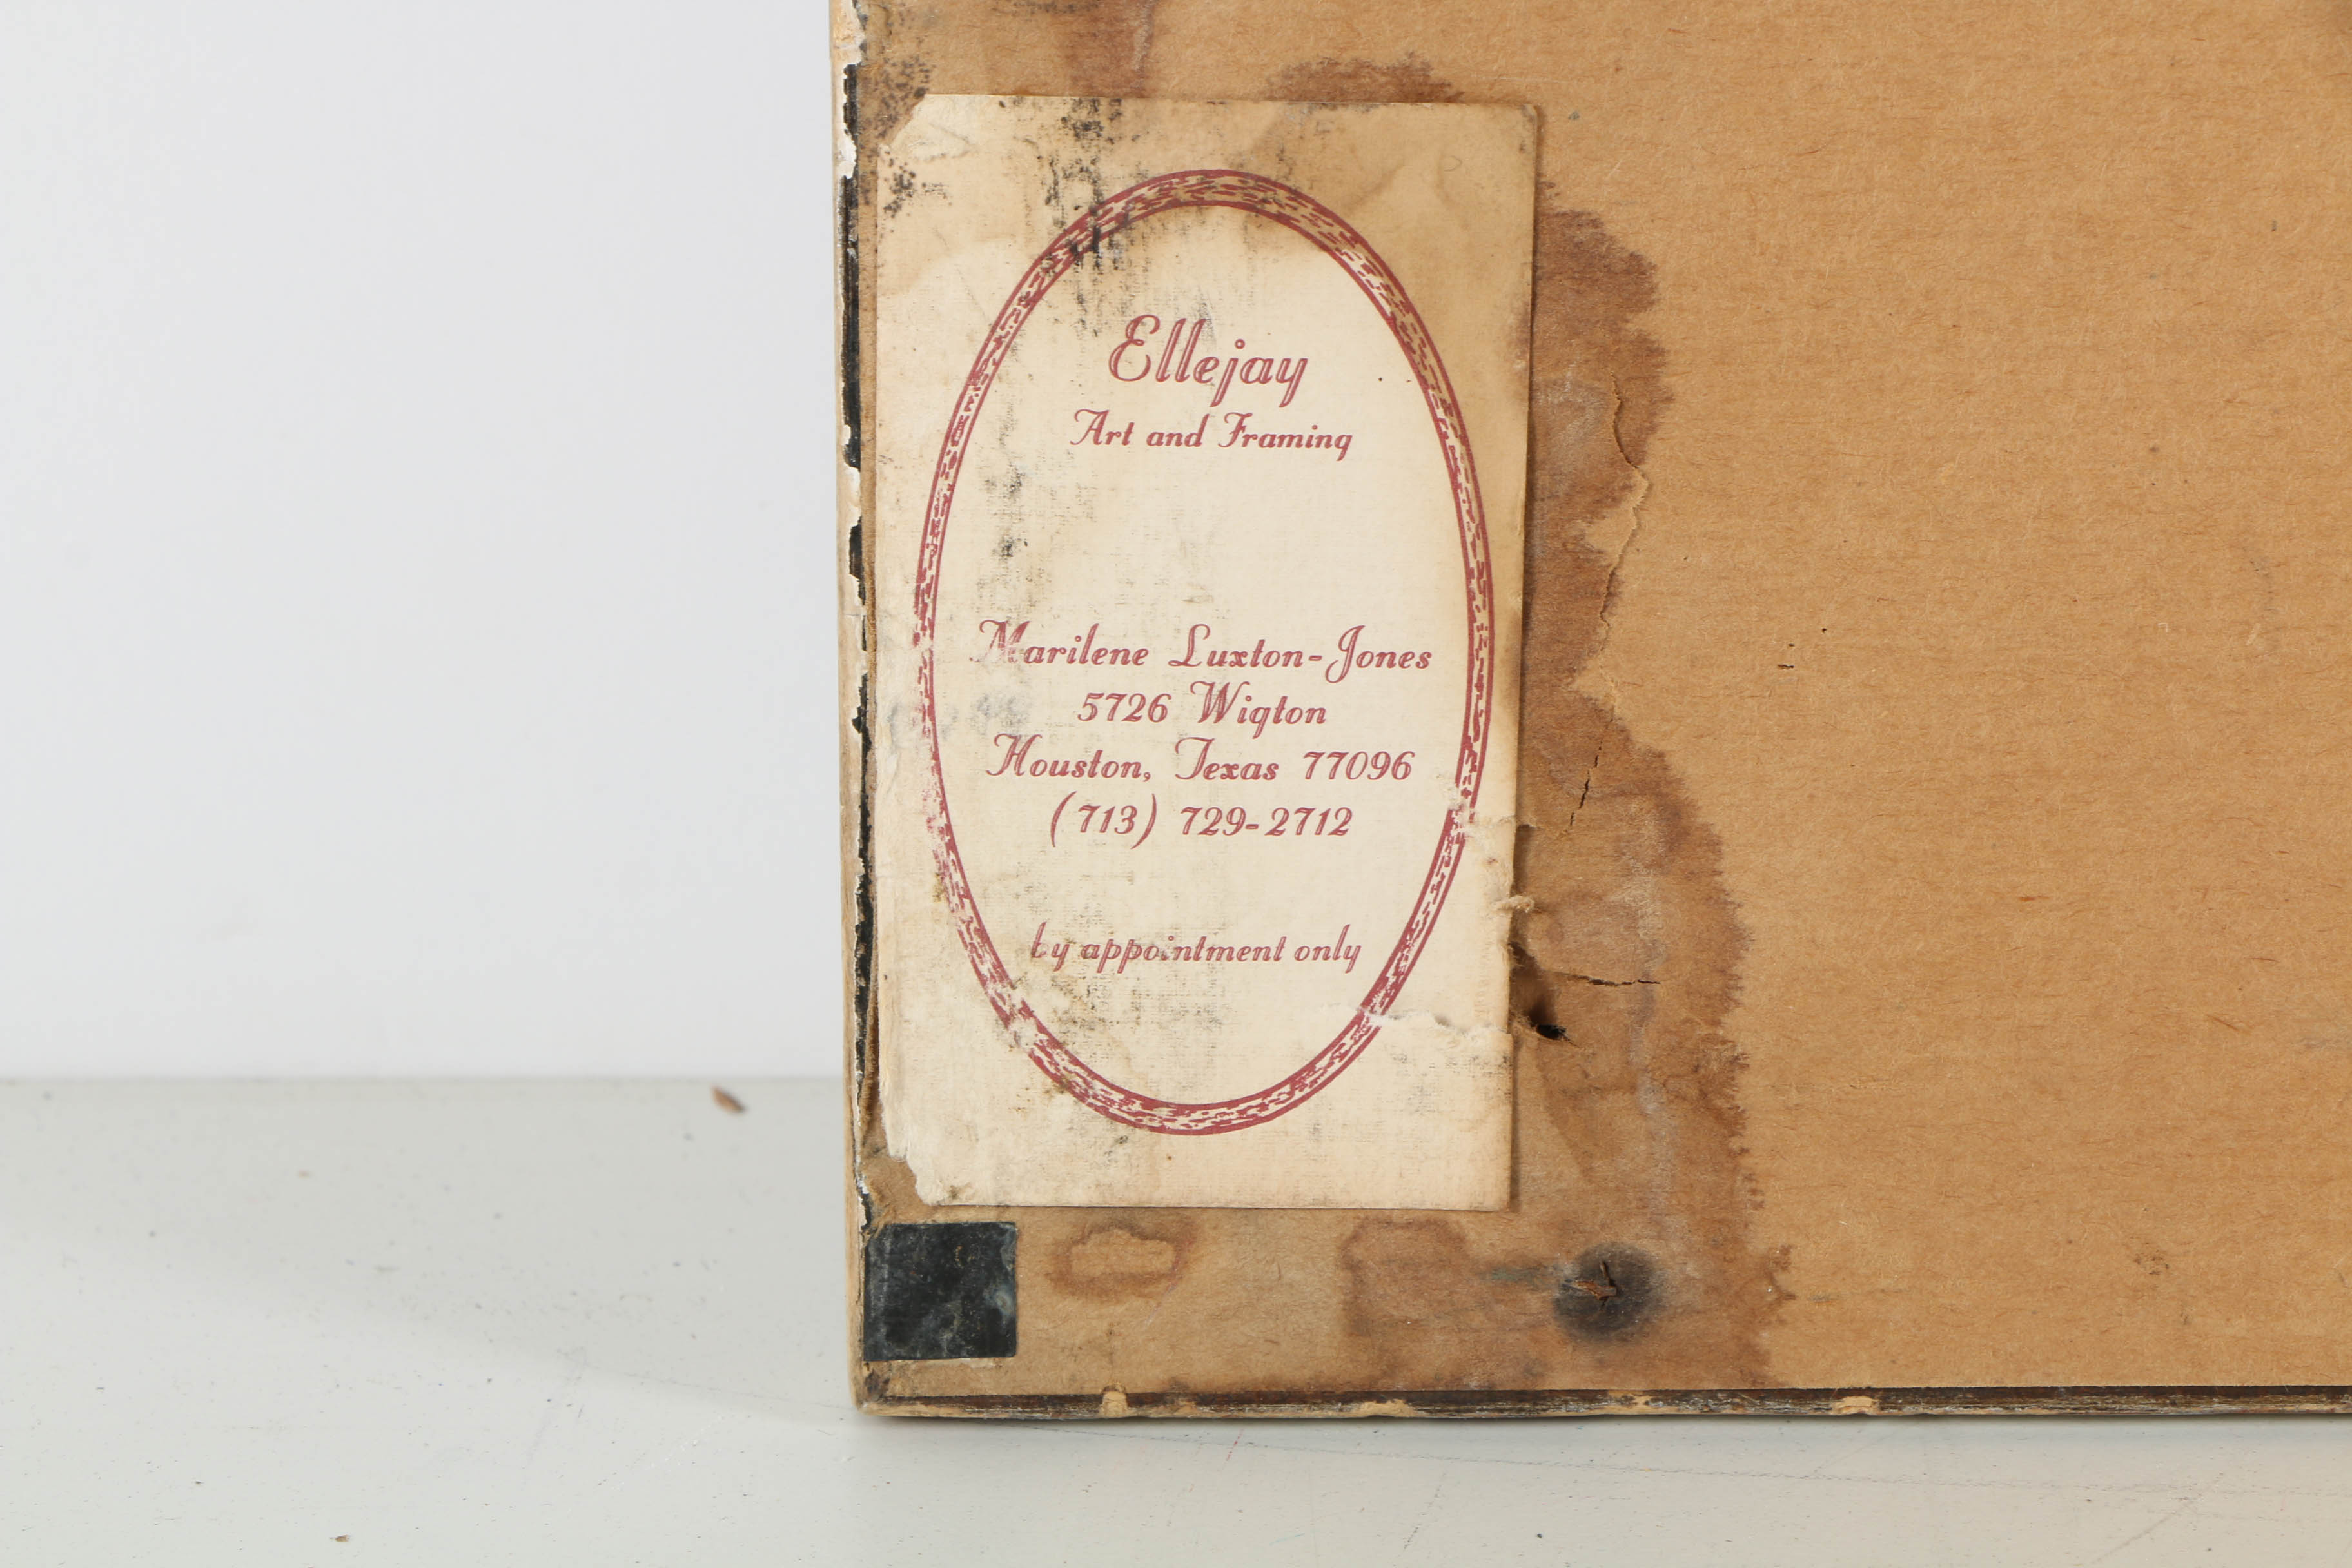 Ellejay
Art and Framing
Marilene Luxton-Jones
5726 Wigton
Houston, Texas 77096
(713) 729-2712
by appointment only